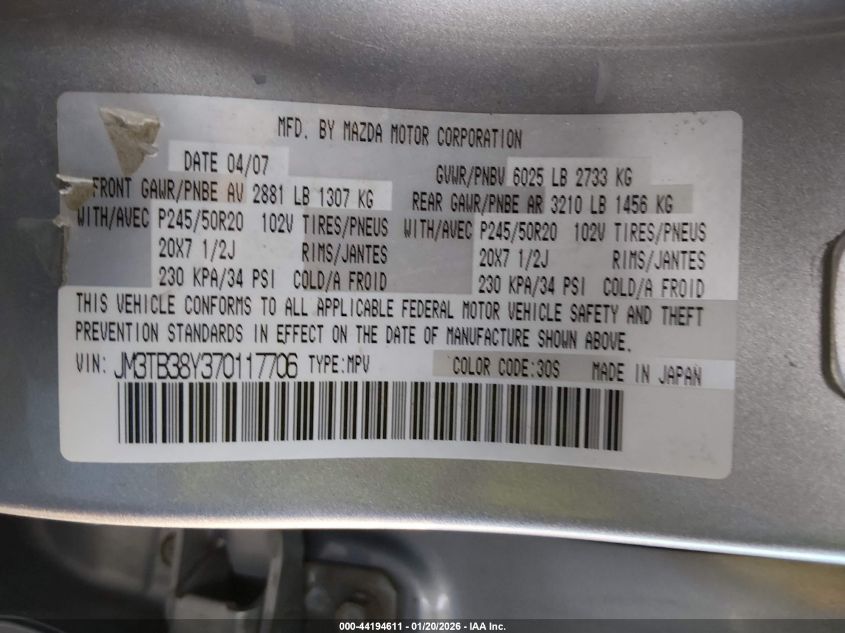 MFD. BY MAZDA MOTOR CORPORATION
DATE 04/07 GVWR/PNBV 6025 LB 2733 KG
FRONT GAWR/PNBE AV 2881 LB 1307 KG REAR GAWR/PNBE AR 3210 LB 1456 KG
WITH/AVEC P245/50R20 102V TIRES/PNEUS WITH/AVEC P245/50R20 102V TIRES/PNEUS
20X7 1/2J RIMS/JANTES 20X7 1/2J RIMS/JANTES
230 KPA/34 PSI COLD/A FROID 230 KPA/34 PSI COLD/A FROID
THIS VEHICLE CONFORMS TO ALL APPLICABLE FEDERAL MOTOR VEHICLE SAFETY AND THEFT
PREVENTION STANDARDS IN EFFECT ON THE DATE OF MANUFACTURE SHOWN ABOVE.
VIN: JM3TB38Y370117706 TYPE:MPV COLOR CODE:30S MADE IN JAPAN
000-44194611 - 01/20/2026 - IAA Inc.